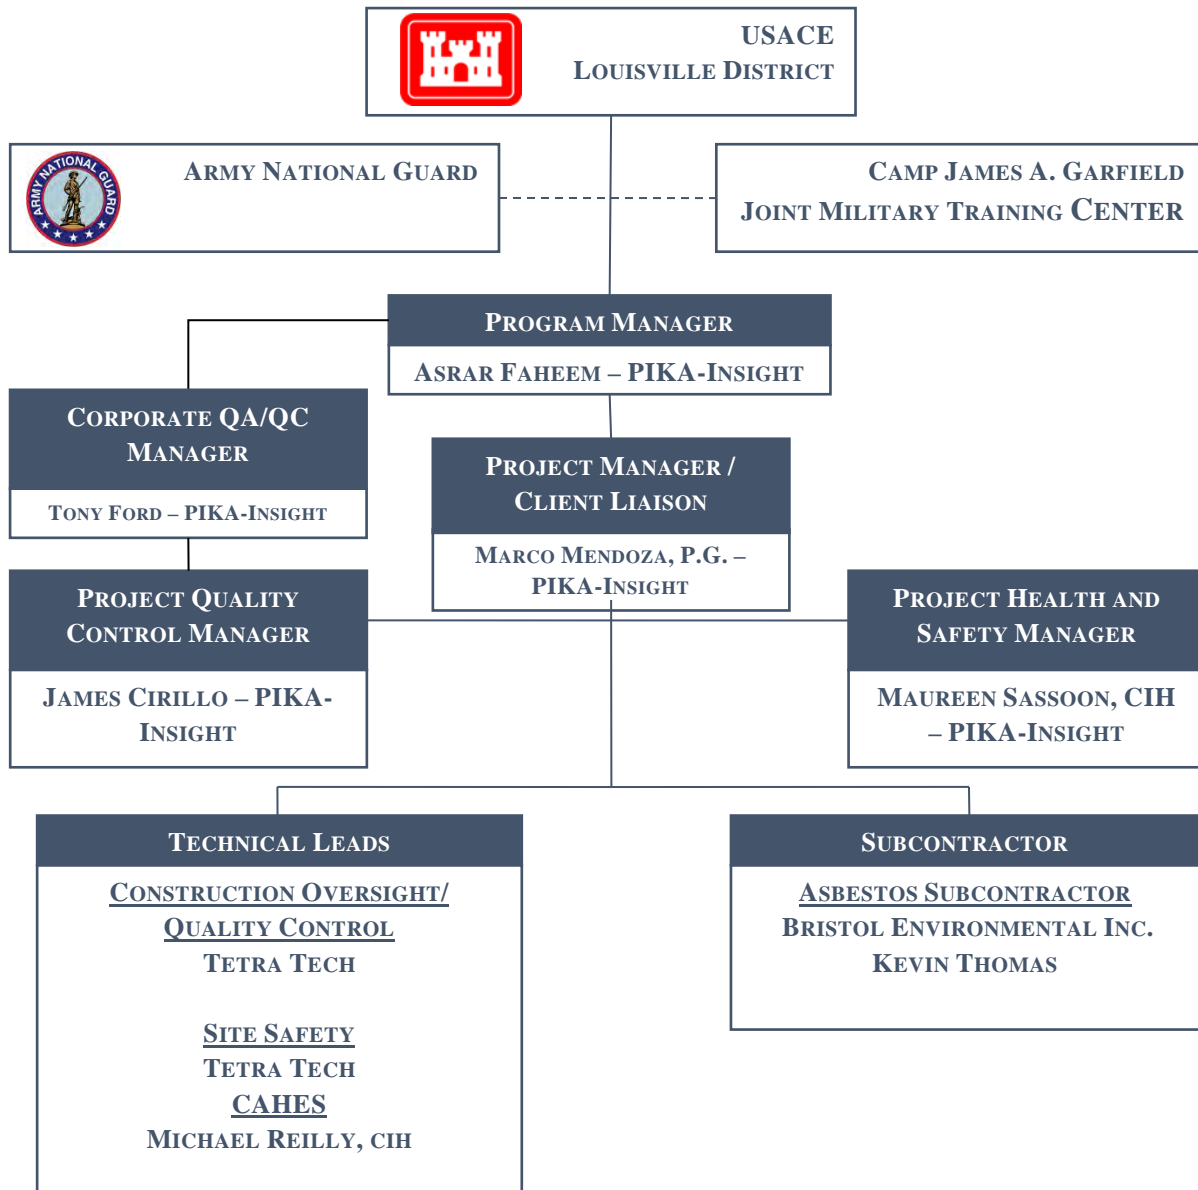 USACE
LOUISVILLE DISTRICT
ARMY NATIONAL GUARD
ARMY NATIONAL GUARD
CAMP JAMES A. GARFIELD
JOINT MILITARY TRAINING CENTER
PROGRAM MANAGER
ASRAR FAHEEM – PIKA-INSIGHT
CORPORATE QA/QC
MANAGER
TONY FORD – PIKA-INSIGHT
PROJECT MANAGER /
CLIENT LIAISON
MARCO MENDOZA, P.G. –
PIKA-INSIGHT
PROJECT QUALITY
CONTROL MANAGER
JAMES CIRILLO – PIKA-
INSIGHT
PROJECT HEALTH AND
SAFETY MANAGER
MAUREEN SASSOON, CIH
– PIKA-INSIGHT
TECHNICAL LEADS
CONSTRUCTION OVERSIGHT/
QUALITY CONTROL
TETRA TECH
SITE SAFETY
TETRA TECH
CAHES
MICHAEL REILLY, CIH
SUBCONTRACTOR
ASBESTOS SUBCONTRACTOR
BRISTOL ENVIRONMENTAL INC.
KEVIN THOMAS